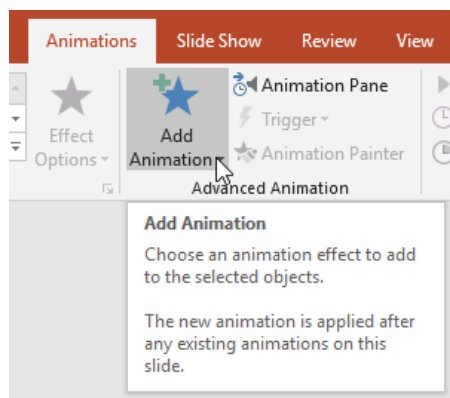 Animations Slide Show Review View
Effect
Options
Add
Animation
Animation Pane
Trigger
Animation Painter
Advanced Animation
Add Animation
Choose an animation effect to add
to the selected objects.
The new animation is applied after
any existing animations on this
slide.